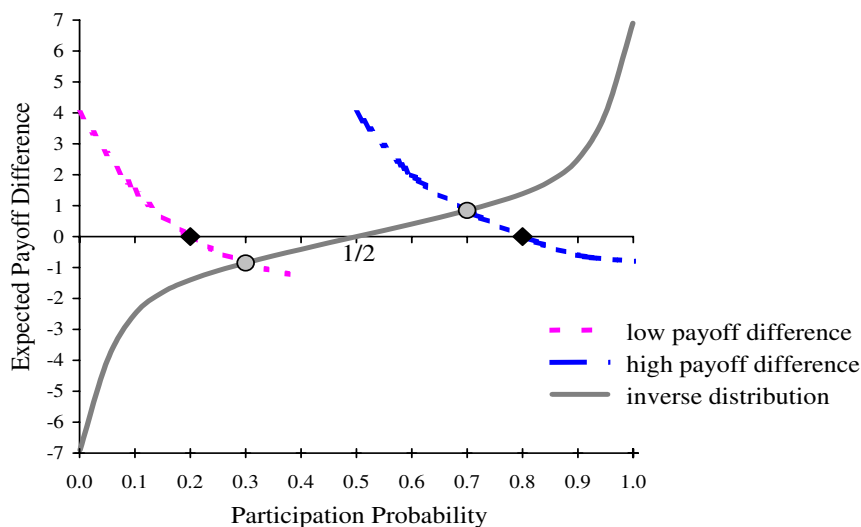 7
6
5
4
3
2
1
0
-1
-2
-3
-4
-5
-6
-7
Expected Payoff Difference
1/2
low payoff difference
high payoff difference
inverse distribution
0.0 0.1 0.2 0.3 0.4 0.5 0.6 0.7 0.8 0.9 1.0
Participation Probability